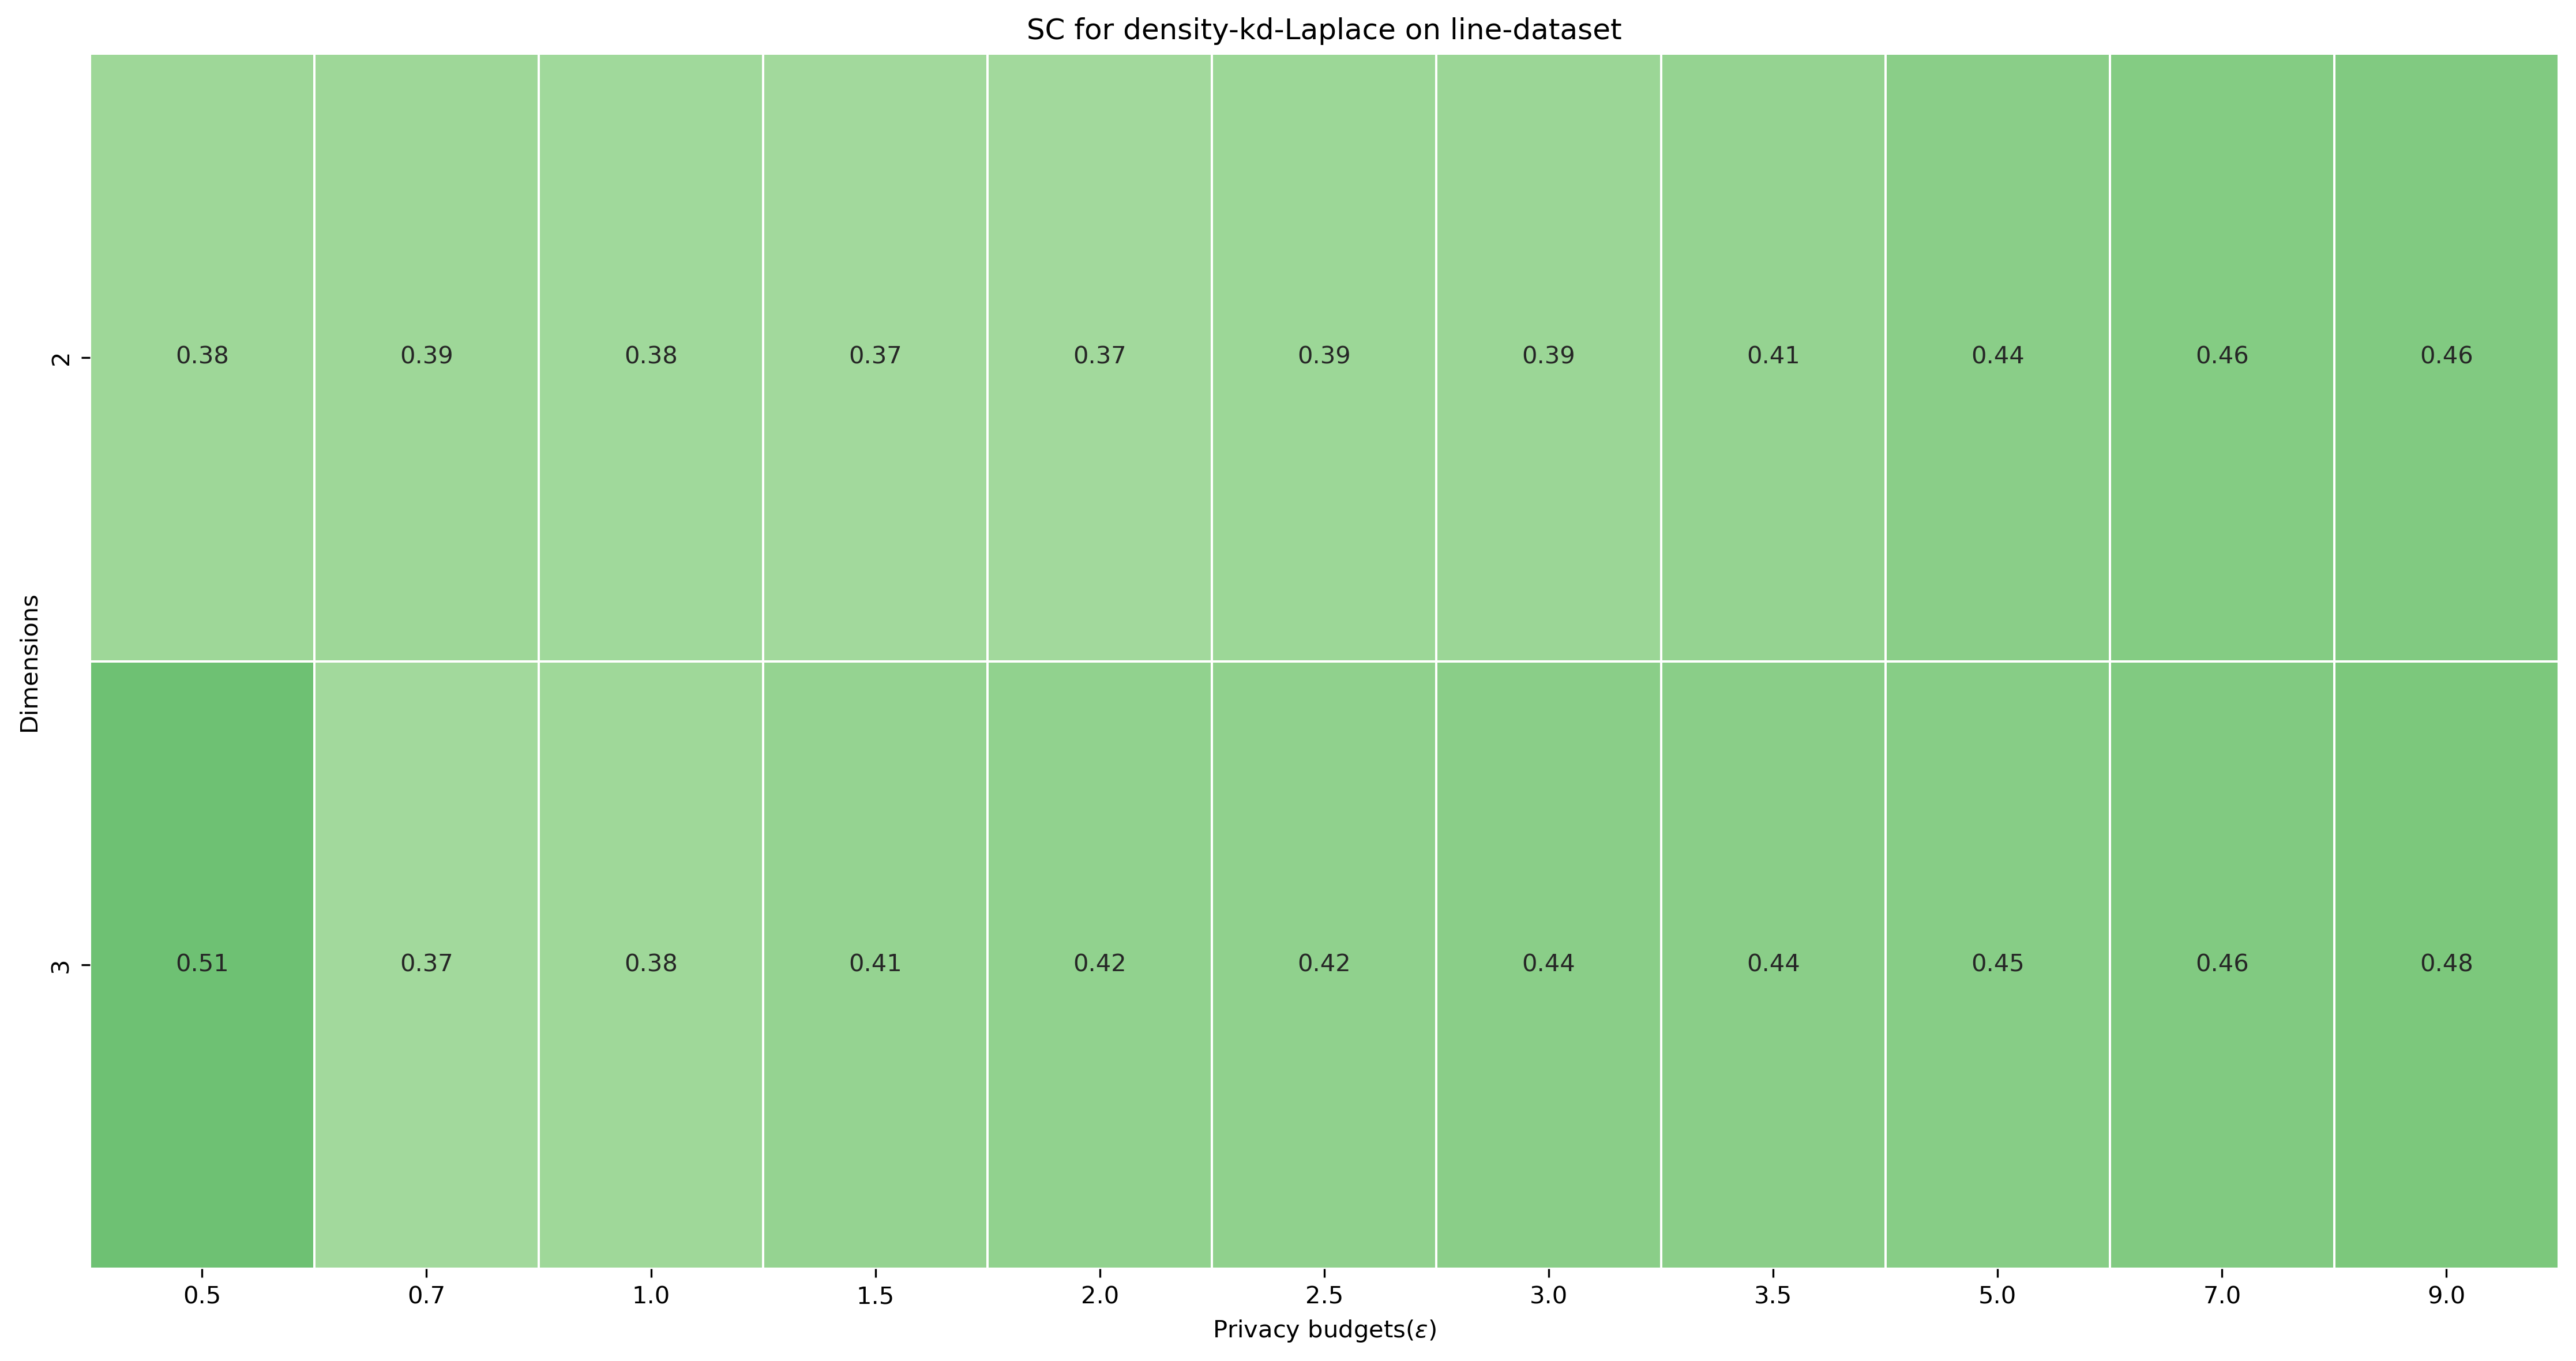 SC for density-kd-Laplace on line-dataset
Dimensions
2
0.38 0.39 0.38 0.37 0.37 0.39 0.39 0.41 0.44 0.46 0.46
3
0.51 0.37 0.38 0.41 0.42 0.42 0.44 0.44 0.45 0.46 0.48
0.5 0.7 1.0 1.5 2.0 2.5 3.0 3.5 5.0 7.0 9.0
Privacy budgets(ε)